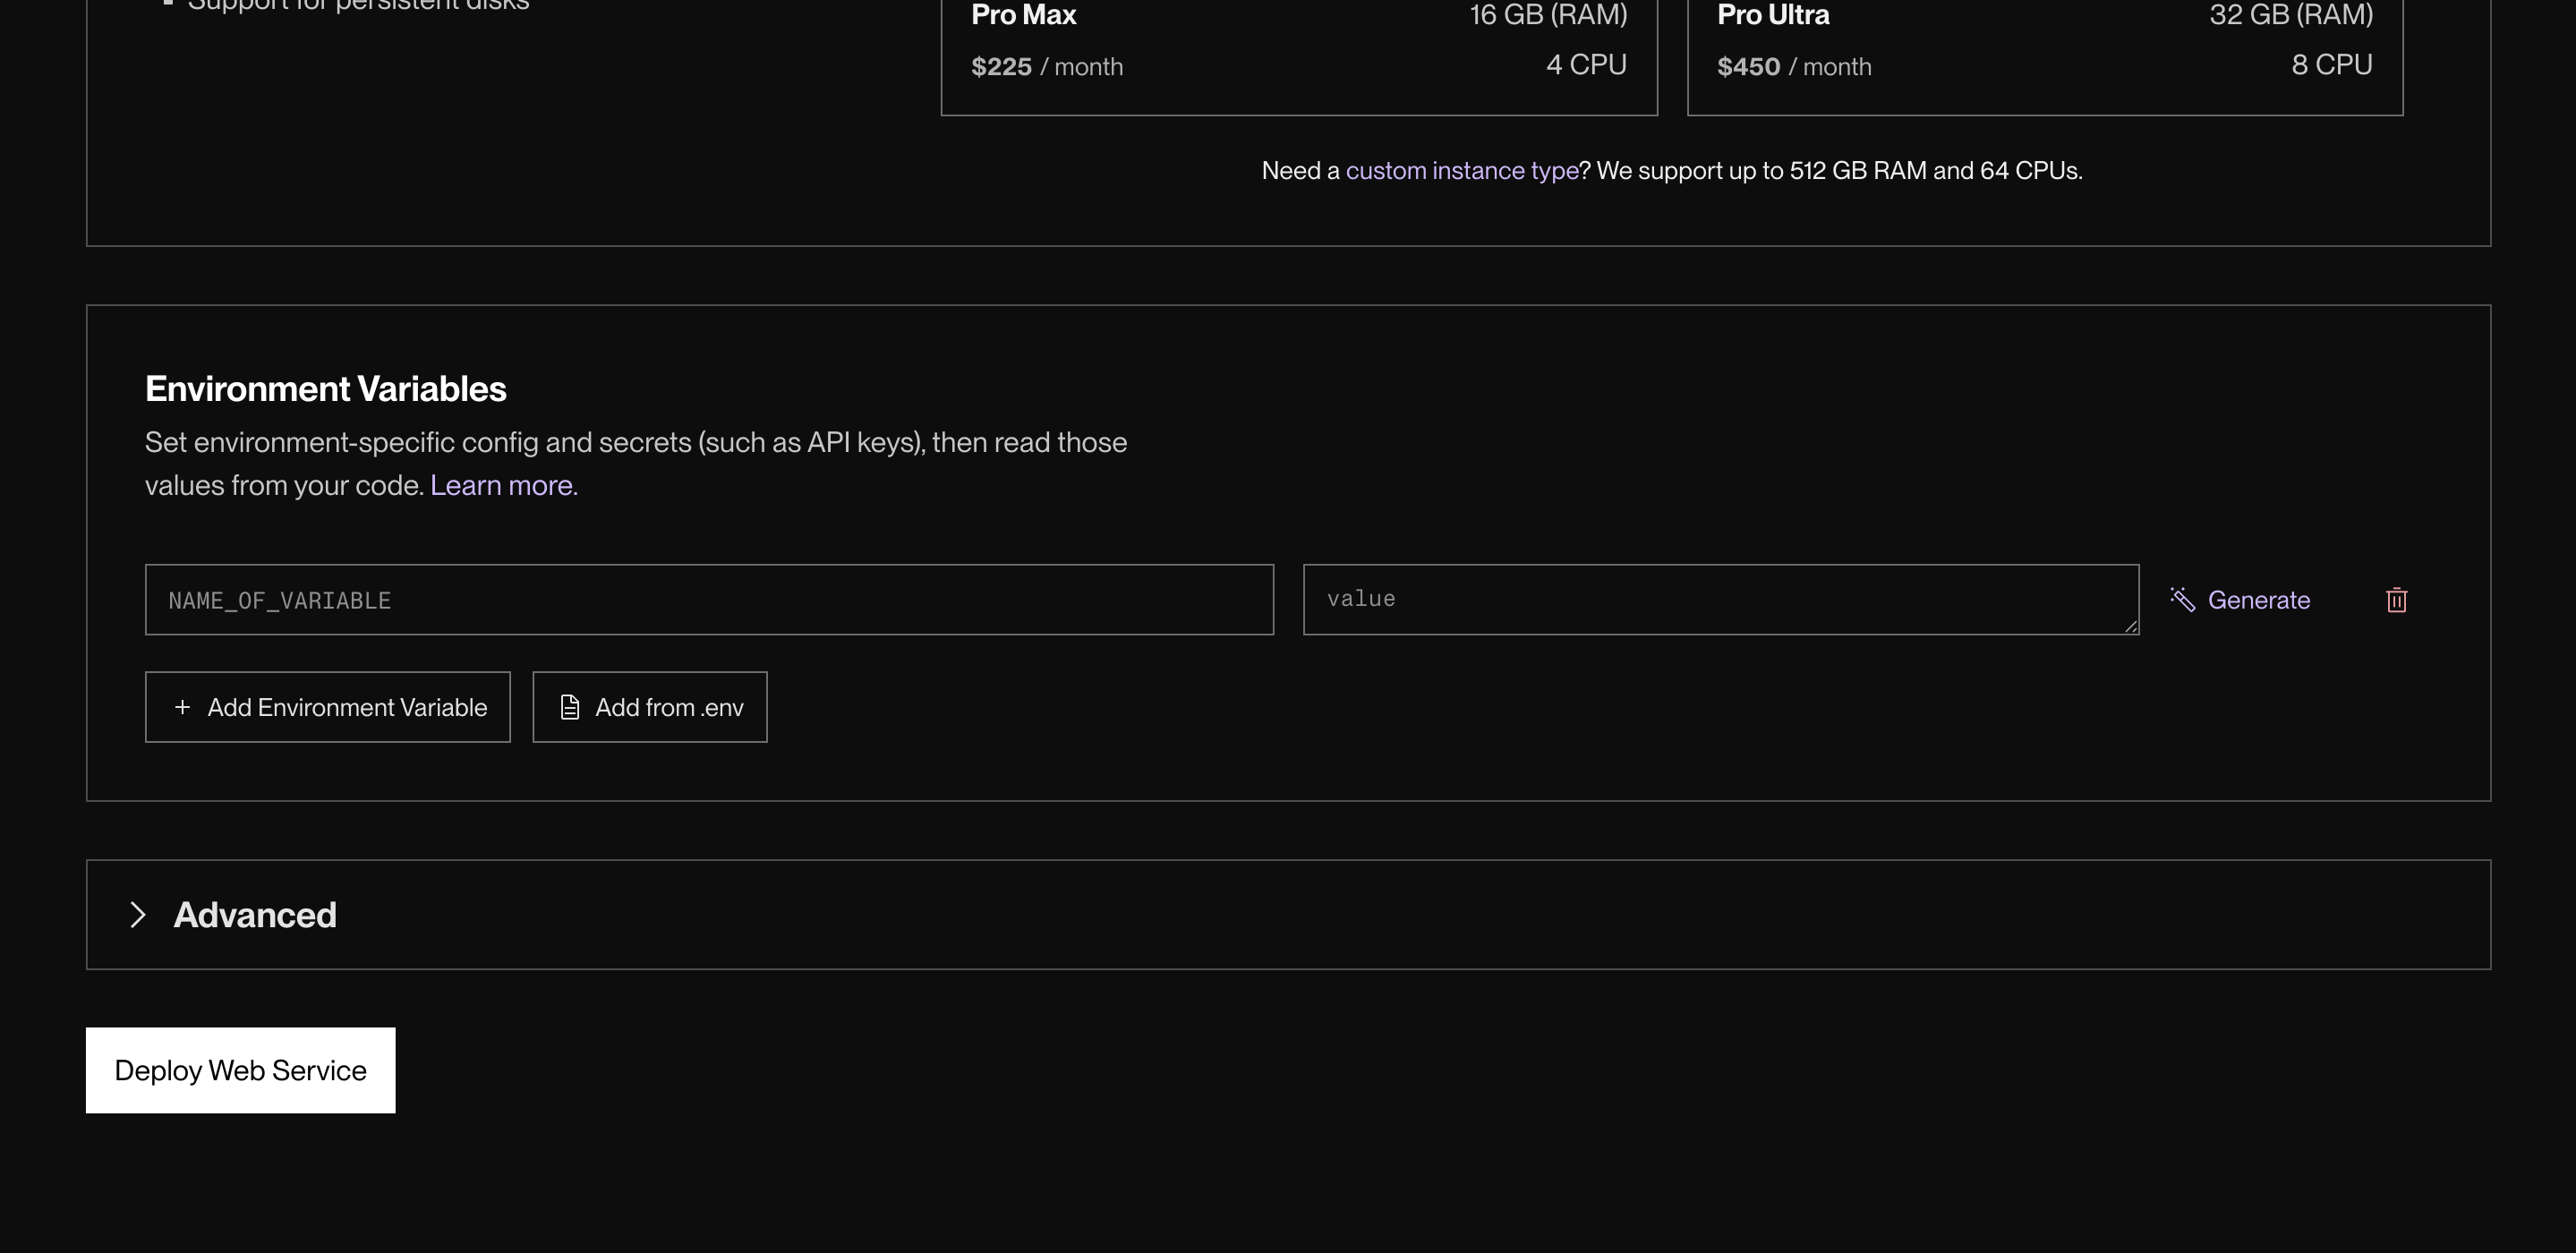 Support for persistent disks
Pro Max 16 GB (RAM)
$225 / month 4 CPU
Pro Ultra 32 GB (RAM)
$450 / month 8 CPU
Need a custom instance type? We support up to 512 GB RAM and 64 CPUs.
Environment Variables
Set environment-specific config and secrets (such as API keys), then read those
values from your code. Learn more.
NAME_OF_VARIABLE
value
Generate
+ Add Environment Variable
Add from .env
Advanced
Deploy Web Service